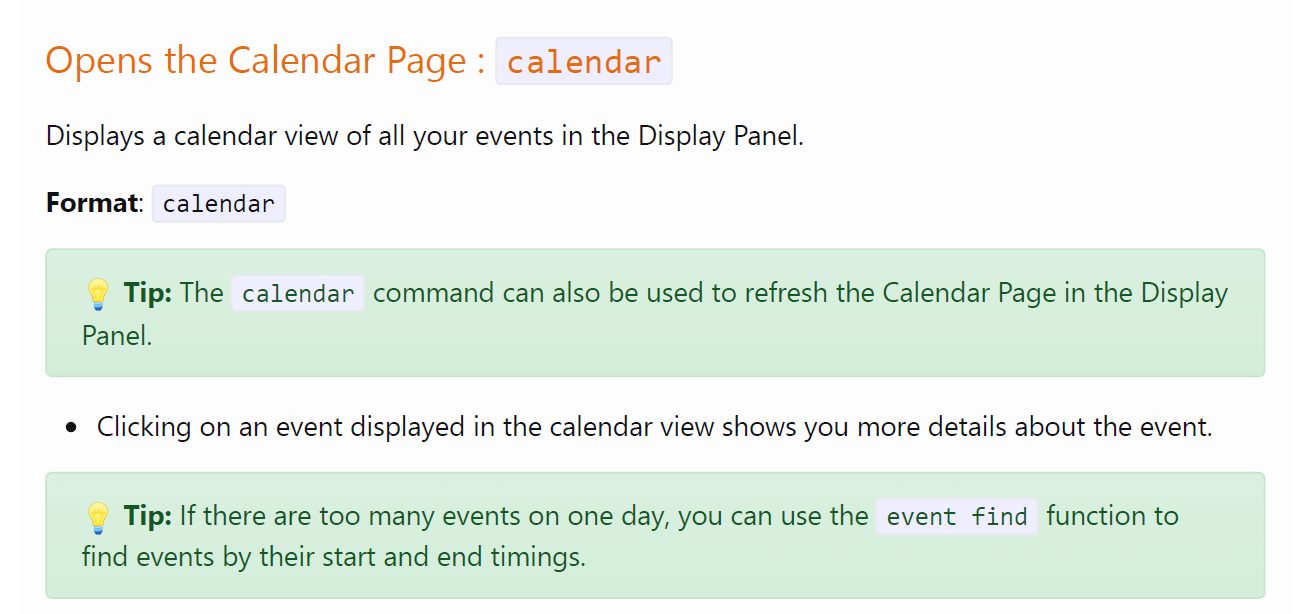 Opens the Calendar Page : calendar
Displays a calendar view of all your events in the Display Panel.
Format: calendar
💡 Tip: The calendar command can also be used to refresh the Calendar Page in the Display
Panel.
• Clicking on an event displayed in the calendar view shows you more details about the event.
💡 Tip: If there are too many events on one day, you can use the event find function to
find events by their start and end timings.